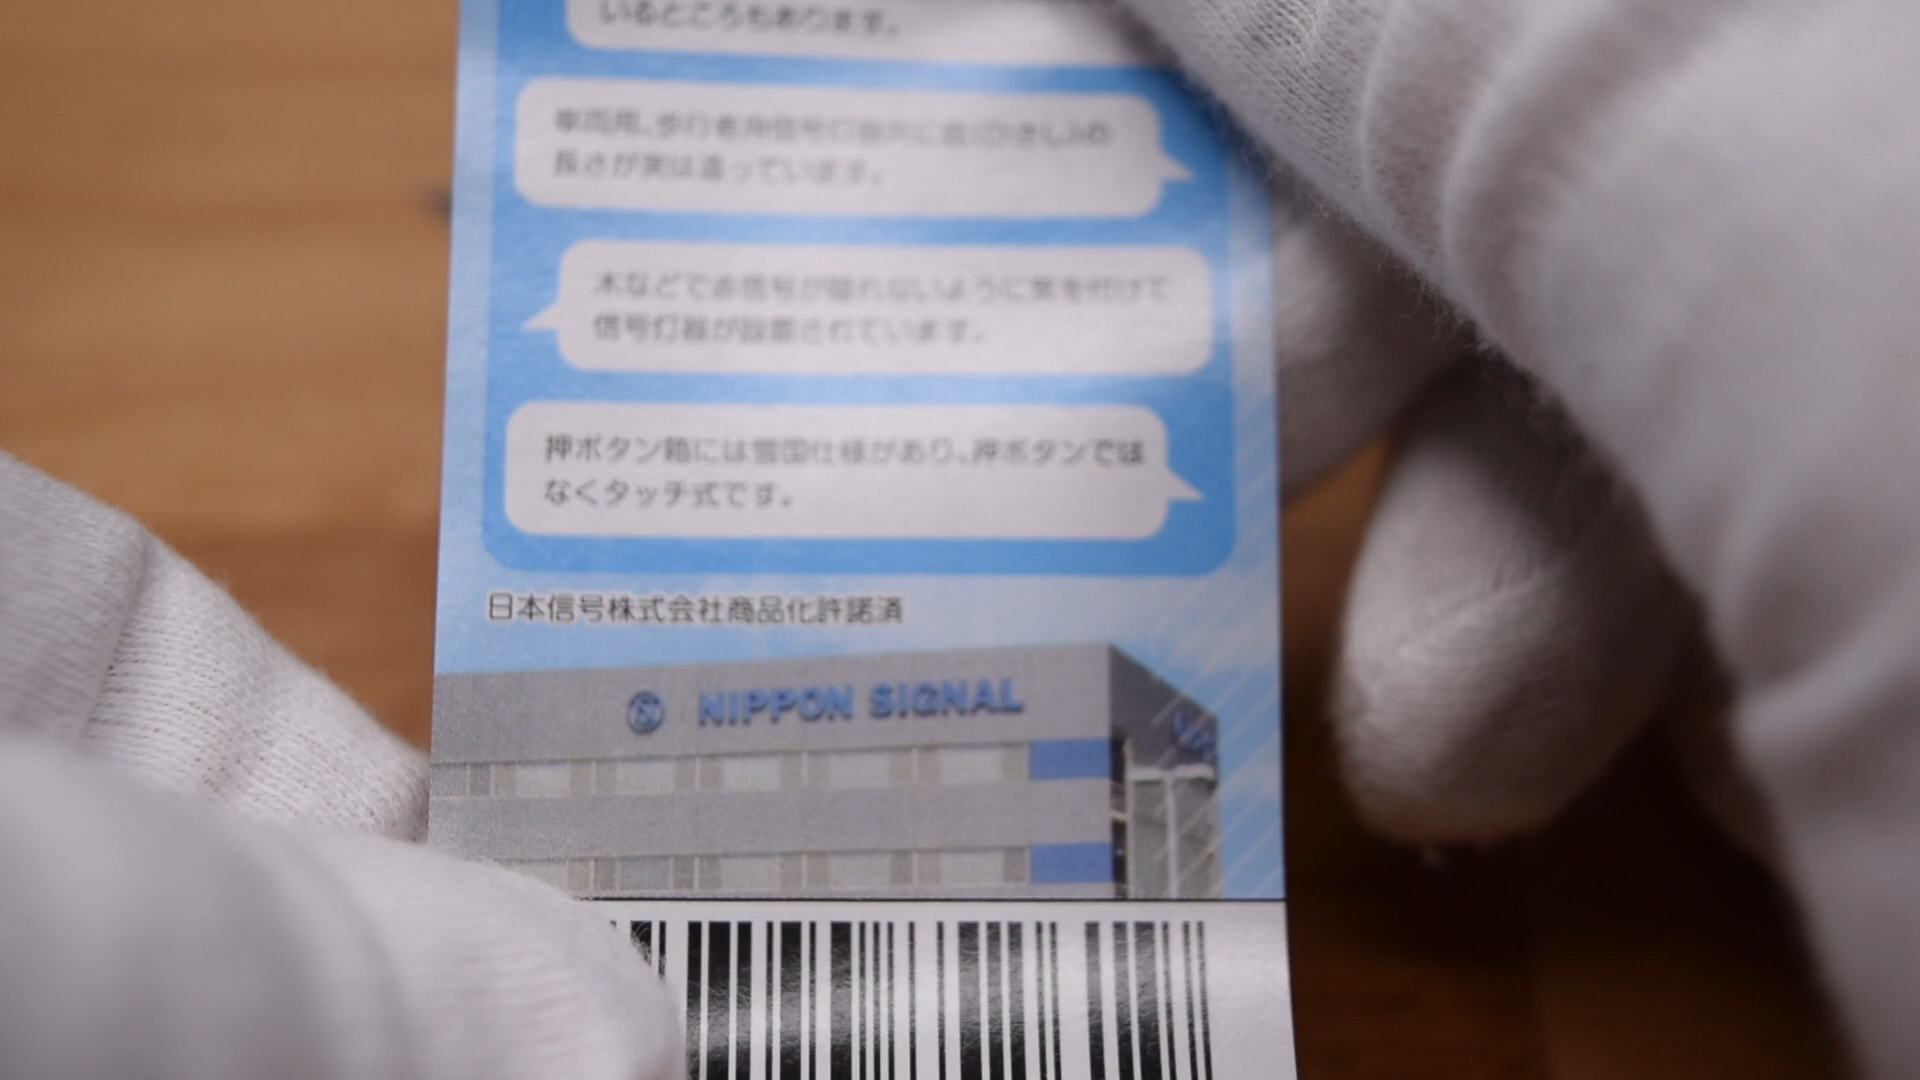 いるところもあります。
車両用、歩行者用信号灯器共に庇(ひさし)の
長さが実は違っています。
木などで赤信号が隠れないように気を付けて
信号灯器が設置されています。
押ボタン箱には雪国仕様があり、押ボタンでは
なくタッチ式です。
日本信号株式会社商品化許諾済
NIPPON SIGNAL